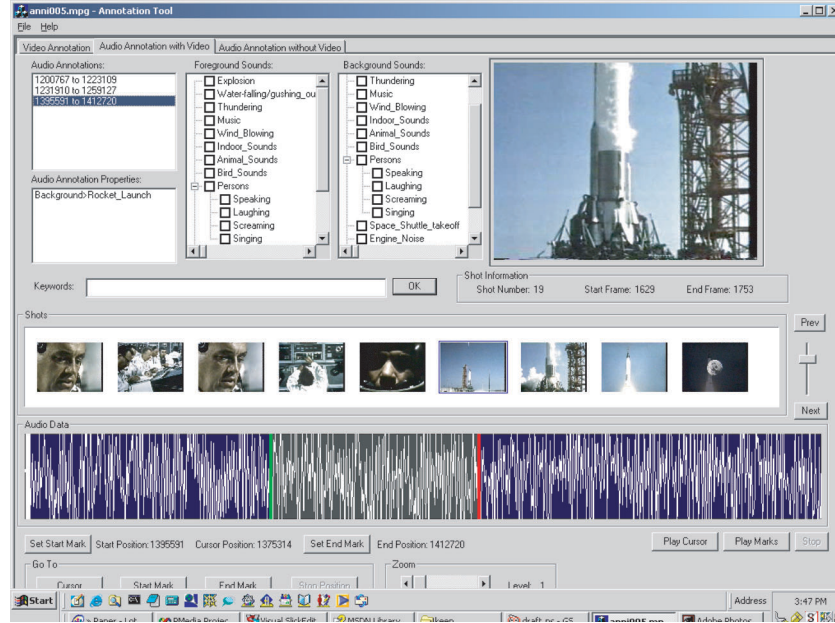 anni005.mpg - Annotation Tool
File Help
Video Annotation Audio Annotation with Video Audio Annotation without Video
Audio Annotations:
1200767 to 1223109
1231910 to 1259127
1395591 to 1412720
Audio Annotation Properties:
Background>Rocket_Launch
Foreground Sounds:
Explosion
Water-falling/gushing_ou
Thundering
Music
Wind_Blowing
Indoor_Sounds
Animal_Sounds
Bird_Sounds
Persons
Speaking
Laughing
Screaming
Singing
Background Sounds:
Thundering
Music
Wind_Blowing
Indoor_Sounds
Animal_Sounds
Bird_Sounds
Persons
Speaking
Laughing
Screaming
Singing
Space_Shuttle_takeoff
Engine_Noise
Keywords: OK
Shot Information
Shot Number: 19 Start Frame: 1629 End Frame: 1753
Shots
Prev
Next
Audio Data
Set Start Mark Start Position: 1395591 Cursor Position: 1375314 Set End Mark End Position: 1412720 Play Cursor Play Marks Stop
Go To Zoom
Cursor Start Mark End Mark Stop Position Level: 1
Start Address 3:47 PM
Paper - Lot PMedia Projec Visual SlickEdit MSDN Library keep draft_ps - GS anni005.mp Adobe Photos